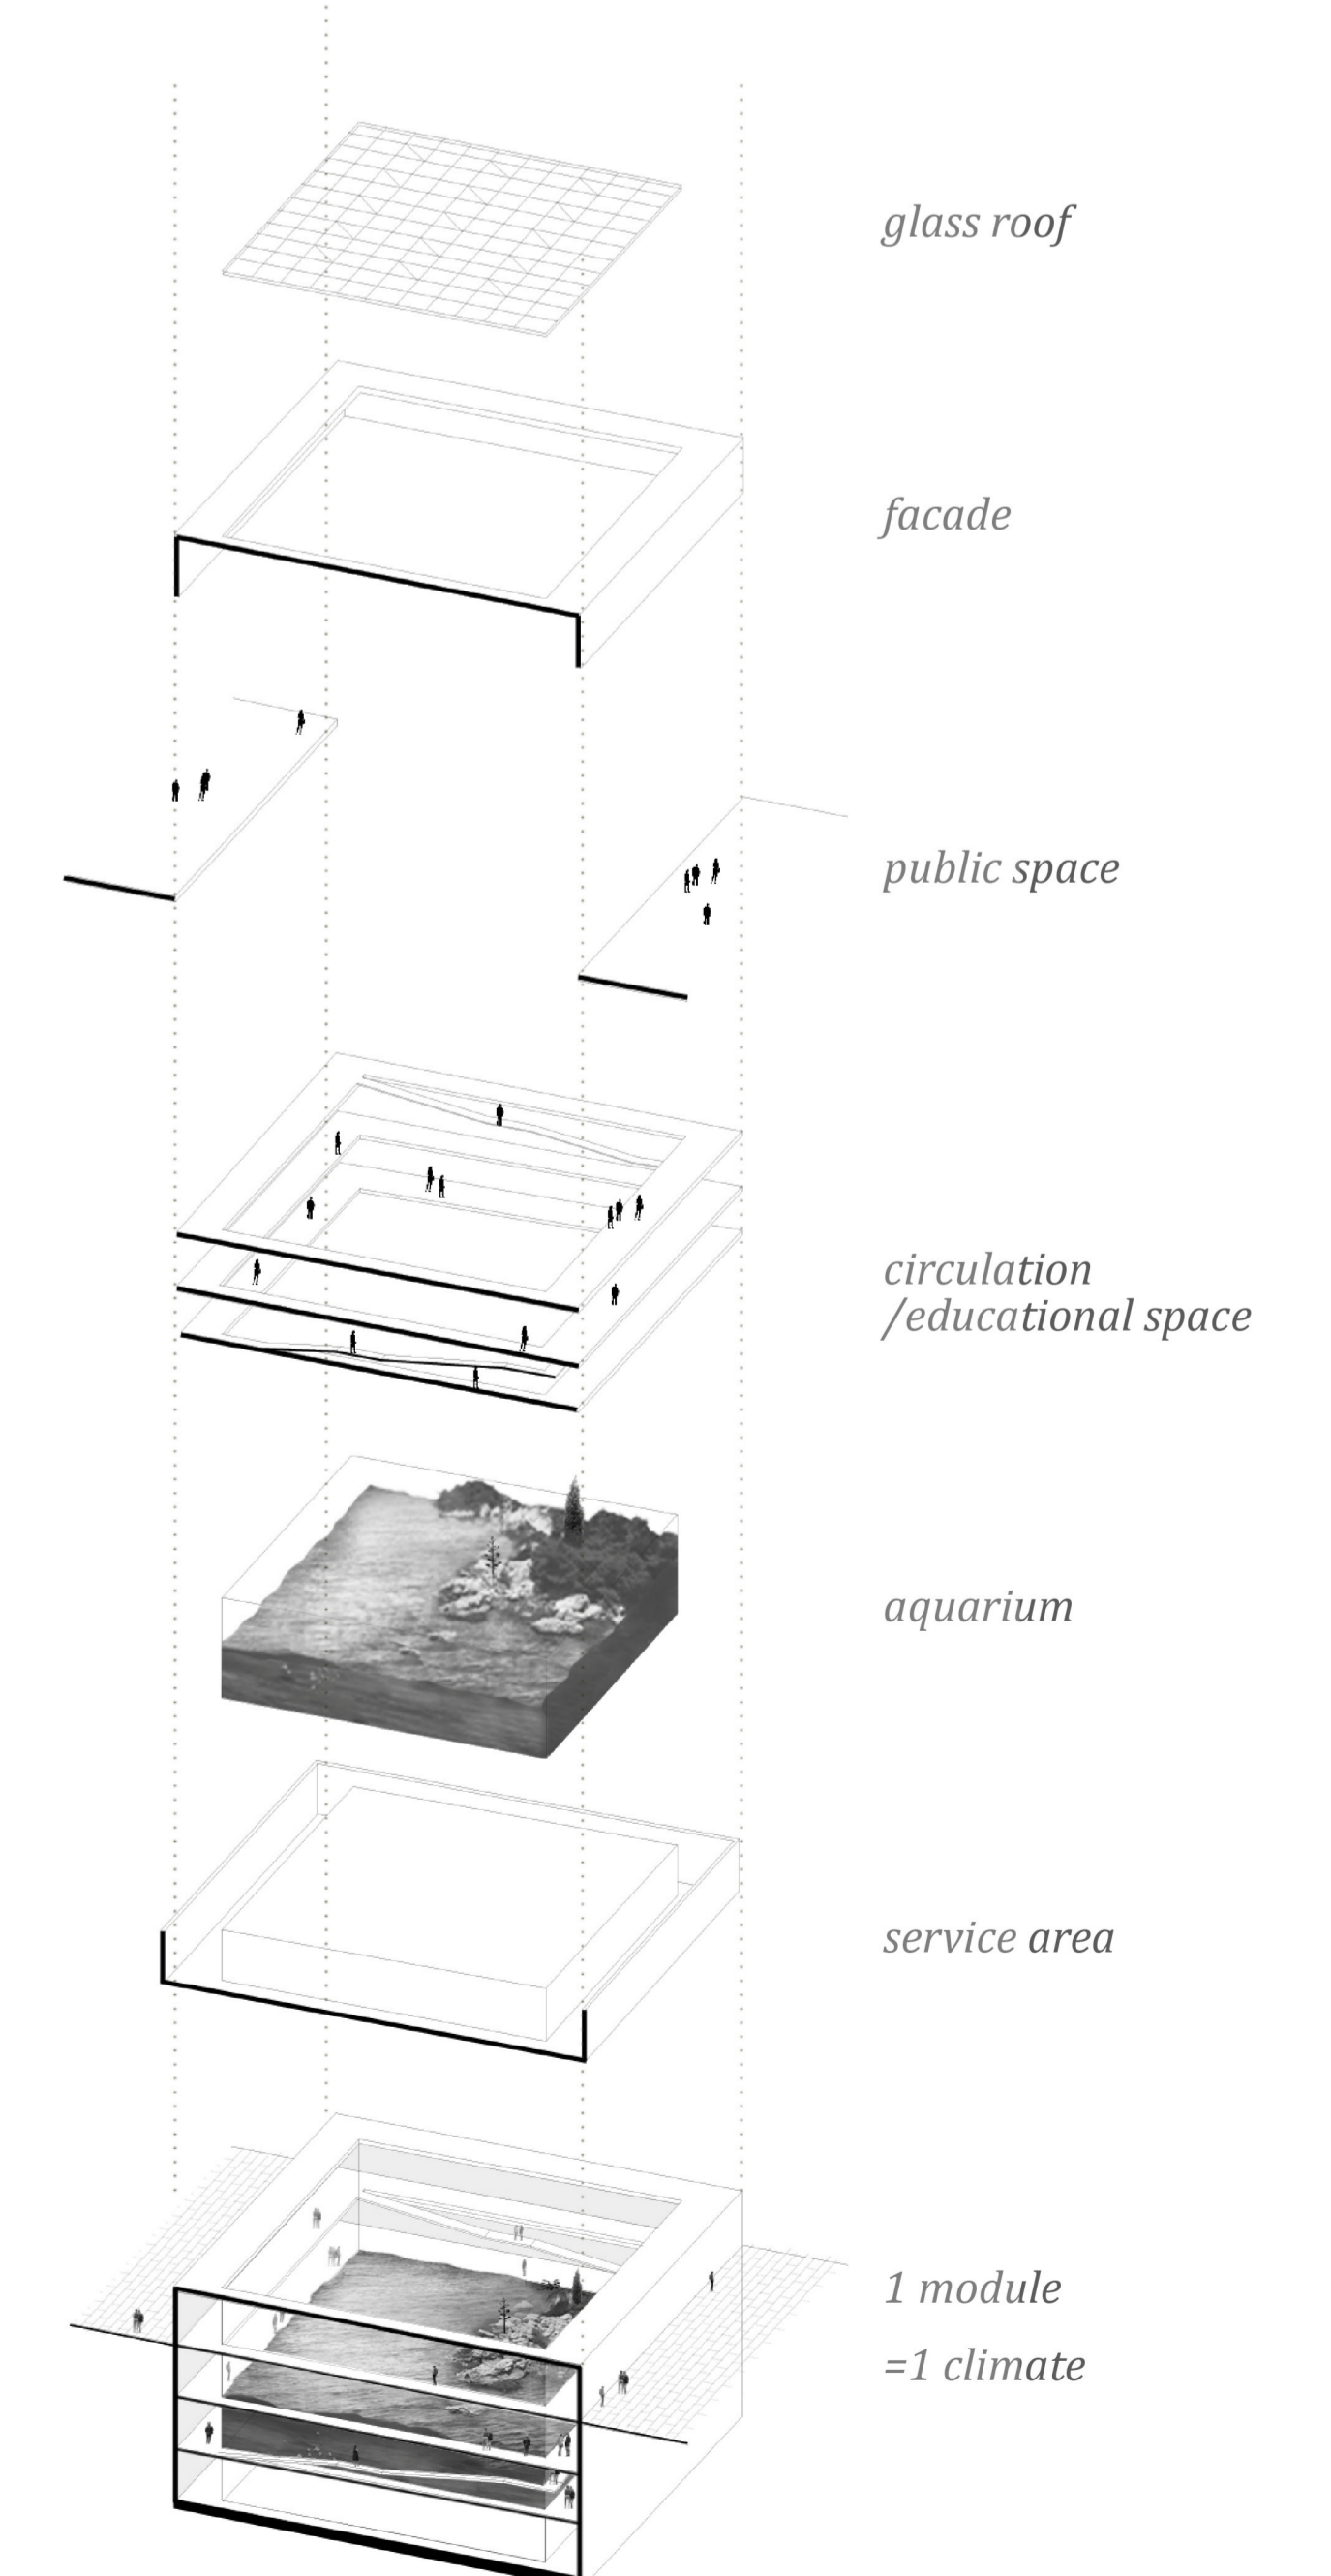 glass roof
facade
public space
circulation
/educational space
aquarium
service area
1 module
=1 climate